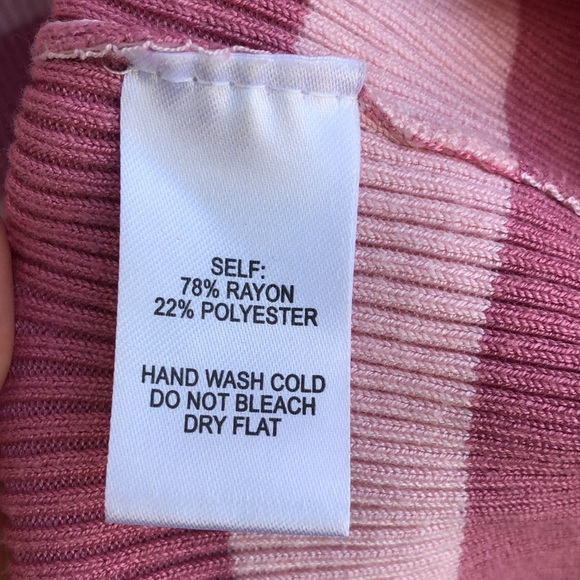 SELF:
78% RAYON
22% POLYESTER
HAND WASH COLD
DO NOT BLEACH
DRY FLAT